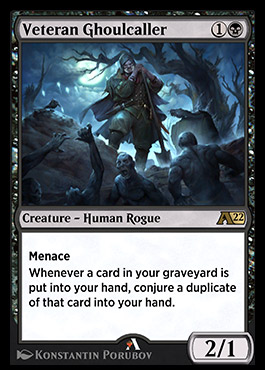 Veteran Ghoulcaller 1
Creature – Human Rogue A22
Menace
Whenever a card in your graveyard is
put into your hand, conjure a duplicate
of that card into your hand.
Konstantin Porubov
2/1